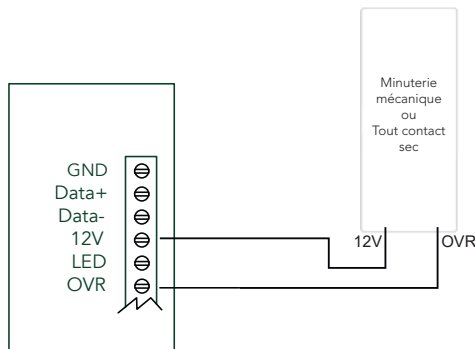 Minuterie
mécanique
ou
Tout contact
sec
GND
Data+
Data-
12V
LED
OVR
12V
OVR